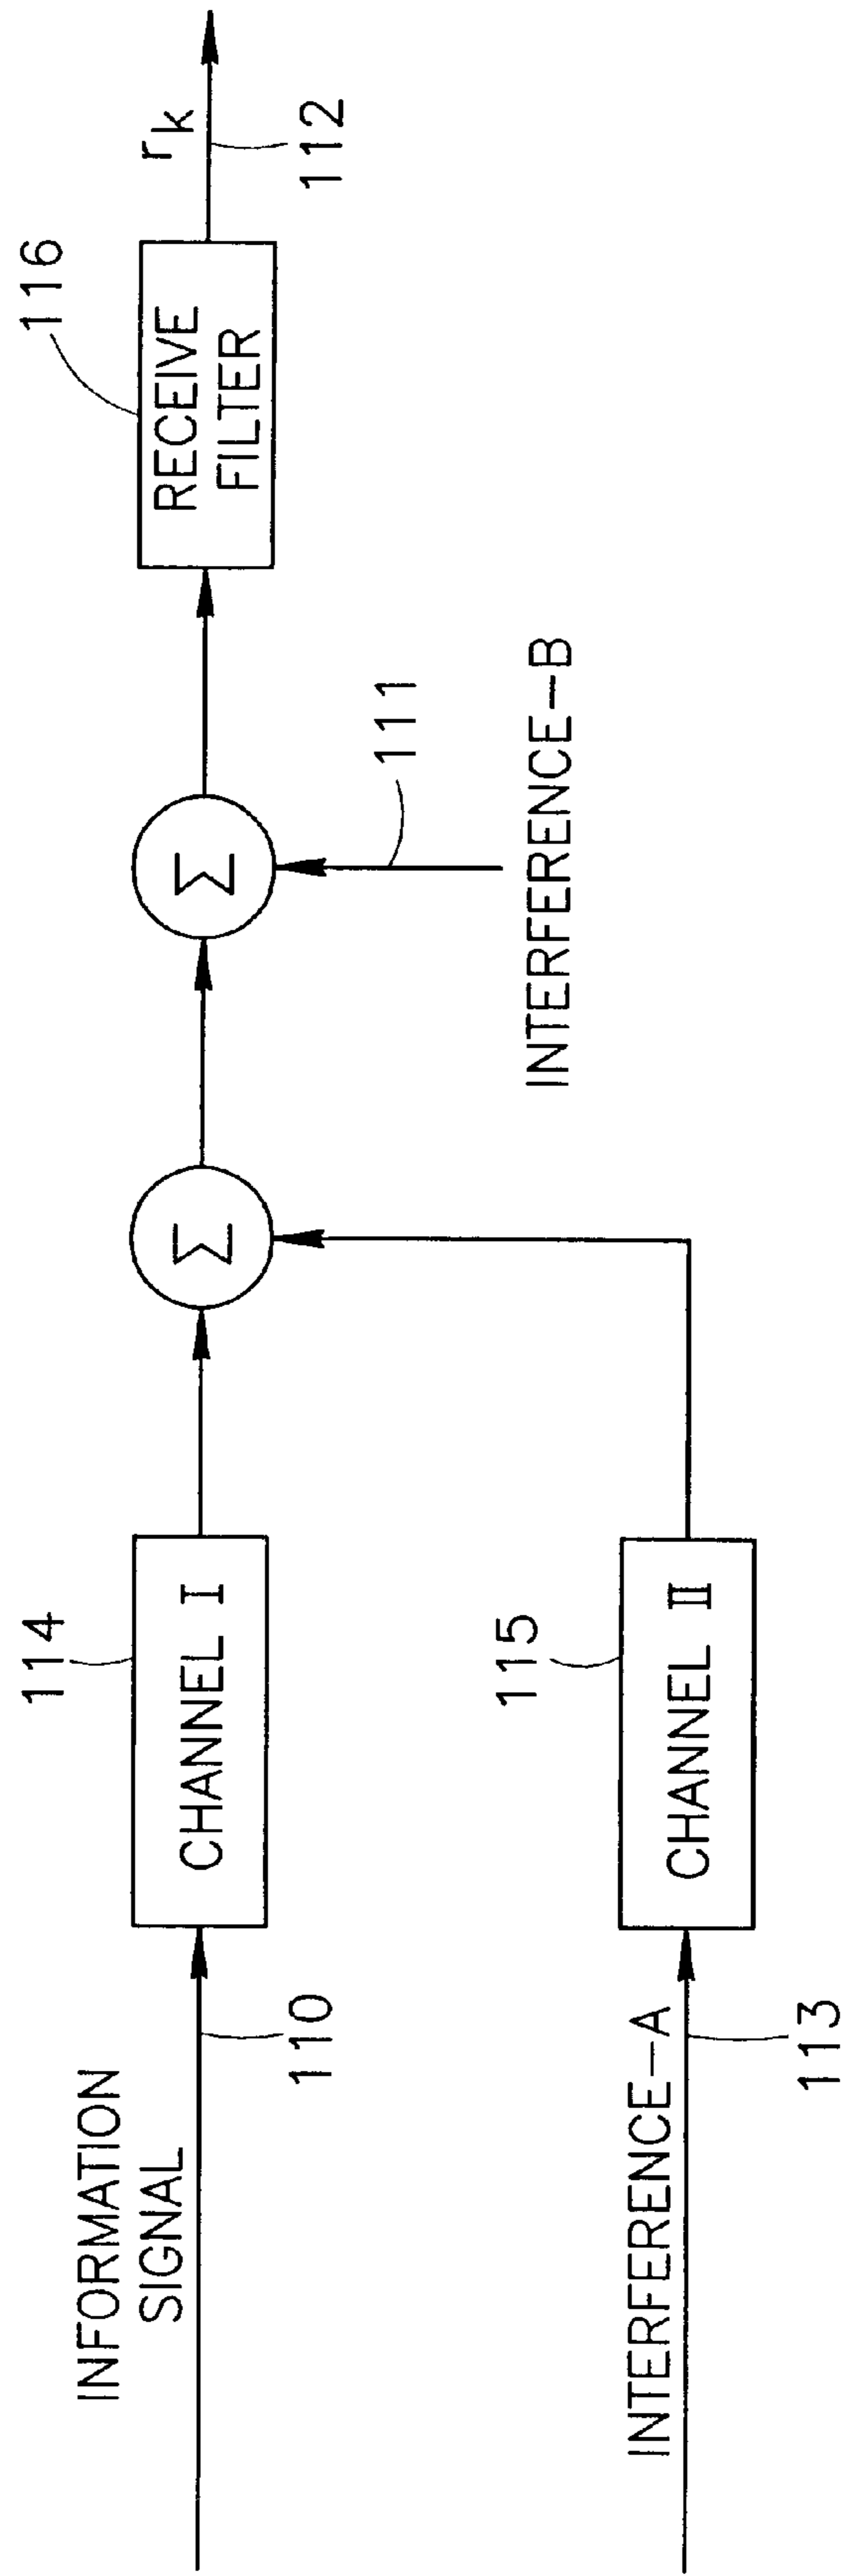 INFORMATION
SIGNAL
110
114
CHANNEL I
Σ
Σ
116
RECEIVE
FILTER
r_k
112
111
INTERFERENCE-B
INTERFERENCE-A
113
115
CHANNEL II